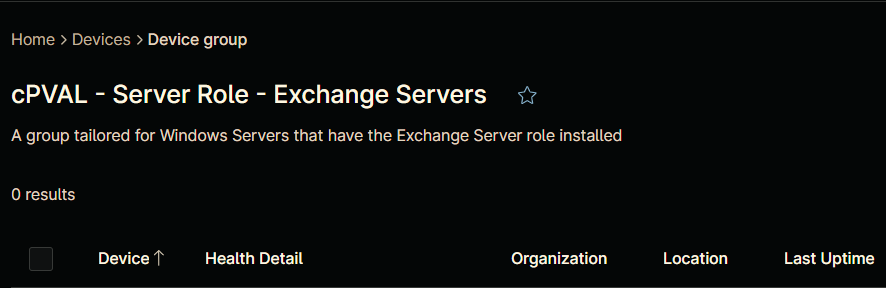 Home > Devices > Device group
cPVAL - Server Role - Exchange Servers
A group tailored for Windows Servers that have the Exchange Server role installed
0 results
Device ↑ Health Detail Organization Location Last Uptime